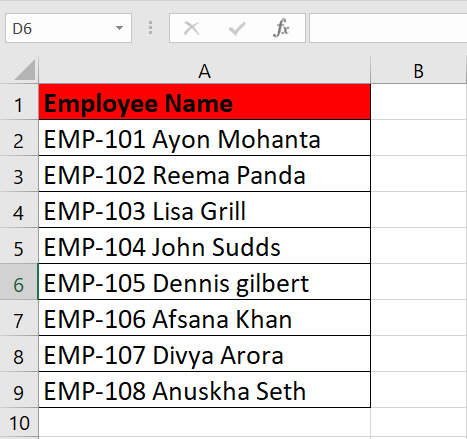 D6
fx
A B
1 Employee Name
2 EMP-101 Ayon Mohanta
3 EMP-102 Reema Panda
4 EMP-103 Lisa Grill
5 EMP-104 John Sudds
6 EMP-105 Dennis gilbert
7 EMP-106 Afsana Khan
8 EMP-107 Divya Arora
9 EMP-108 Anuskha Seth
10